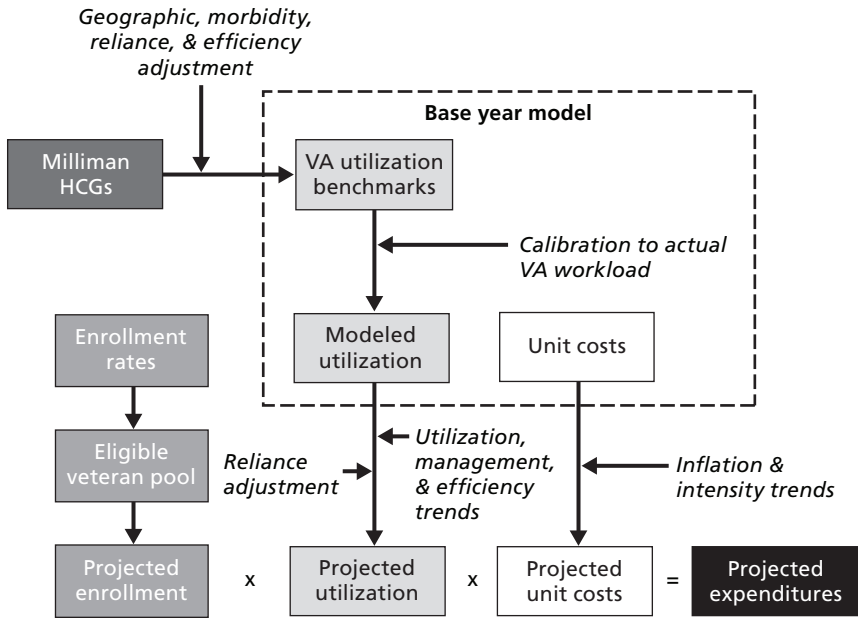 Geographic, morbidity,
reliance, & efficiency
adjustment
Base year model
Milliman
HCGs
VA utilization
benchmarks
Calibration to actual
VA workload
Enrollment
rates
Modeled
utilization
Unit costs
Eligible
veteran pool
Reliance
adjustment
Utilization,
management,
& efficiency
trends
Inflation &
intensity trends
Projected
enrollment
x
Projected
utilization
x
Projected
unit costs
=
Projected
expenditures